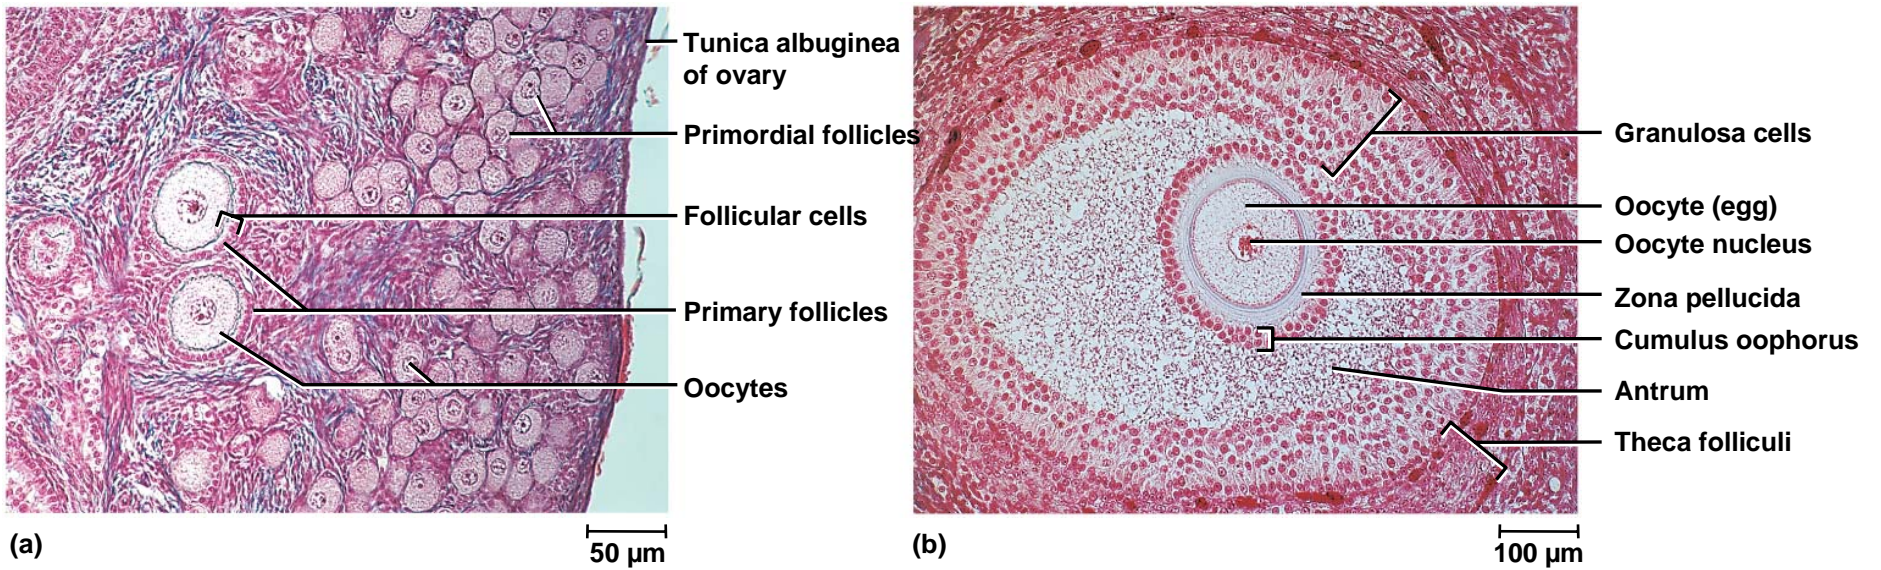 Tunica albuginea
of ovary
Primordial follicles
Follicular cells
Primary follicles
Oocytes
(a)
50 µm
Granulosa cells
Oocyte (egg)
Oocyte nucleus
Zona pellucida
Cumulus oophorus
Antrum
Theca folliculi
(b)
100 µm